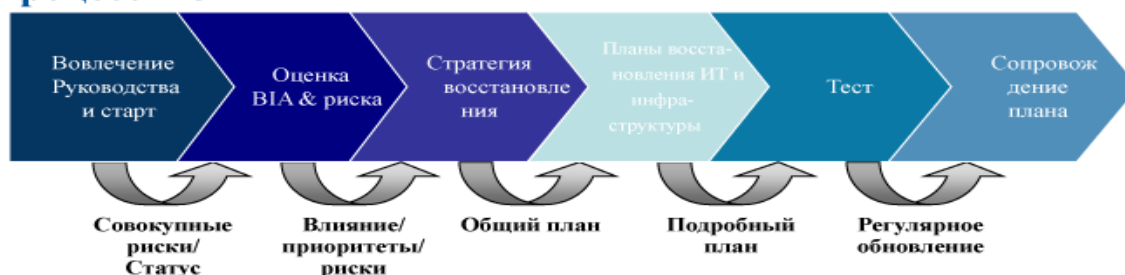 Вовлечение
Руководства
и старт
Оценка
BIA & риска
Стратегия
восстановле
ния
Планы восста-
новления ИТ и
инфра-
структуры
Тест
Сопровож
дение
плана
Совокупные
риски/
Статус
Влияние/
приоритеты/
риски
Общий план
Подробный
план
Регулярное
обновление